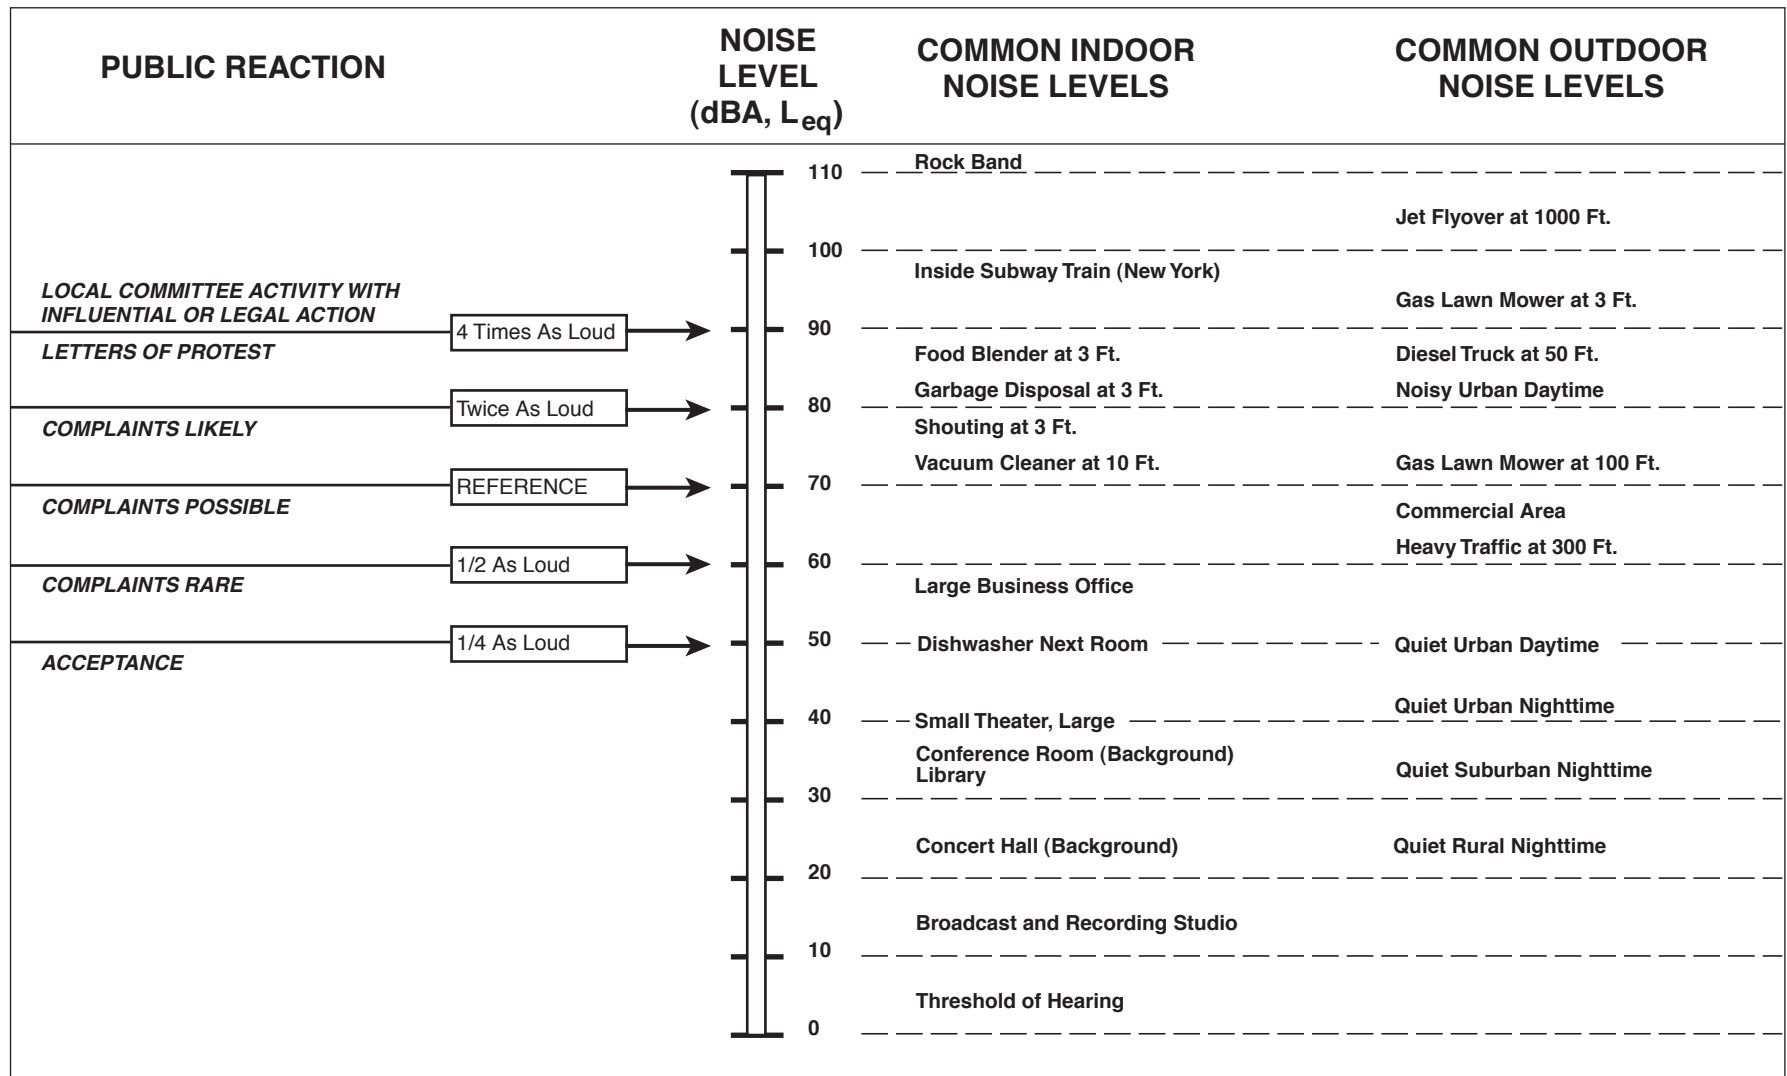 PUBLIC REACTION
NOISE
LEVEL
(dBA, Leq)
COMMON INDOOR
NOISE LEVELS
COMMON OUTDOOR
NOISE LEVELS
Rock Band
110
Jet Flyover at 1000 Ft.
100
Inside Subway Train (New York)
LOCAL COMMITTEE ACTIVITY WITH
INFLUENTIAL OR LEGAL ACTION
Gas Lawn Mower at 3 Ft.
4 Times As Loud
90
LETTERS OF PROTEST
Food Blender at 3 Ft.
Diesel Truck at 50 Ft.
Garbage Disposal at 3 Ft.
Noisy Urban Daytime
Twice As Loud
80
COMPLAINTS LIKELY
Shouting at 3 Ft.
Vacuum Cleaner at 10 Ft.
Gas Lawn Mower at 100 Ft.
REFERENCE
70
COMPLAINTS POSSIBLE
Commercial Area
Heavy Traffic at 300 Ft.
1/2 As Loud
60
COMPLAINTS RARE
Large Business Office
1/4 As Loud
50
Dishwasher Next Room
Quiet Urban Daytime
ACCEPTANCE
Quiet Urban Nighttime
40
Small Theater, Large
Conference Room (Background)
Library
Quiet Suburban Nighttime
30
Concert Hall (Background)
Quiet Rural Nighttime
20
Broadcast and Recording Studio
10
Threshold of Hearing
0